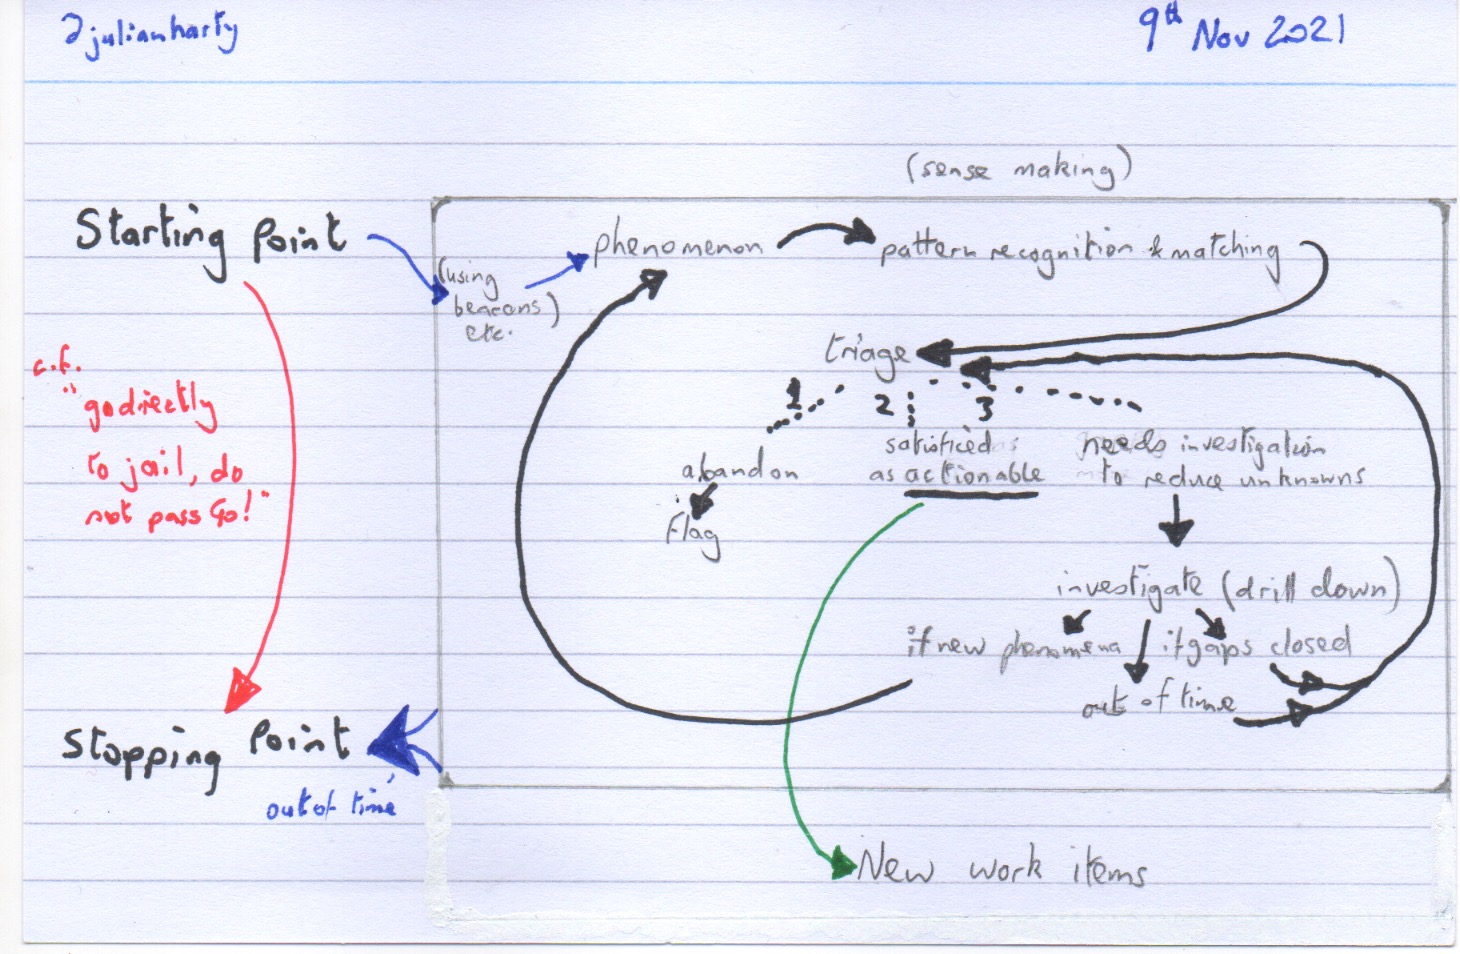 @julianharty
9th Nov 2021
(sense making)
Starting Point
phenomenon
pattern recognition & matching
(using
beacons)
etc.
triage
c.f.
"go directly
to jail, do
not pass Go!"
1
2
3
abandon
Flag
satisficed
as actionable
needs investigation
to reduce unknowns
investigate (drill down)
if new phenomena
if gaps closed
out of time
Stopping Point
out of time
New work items